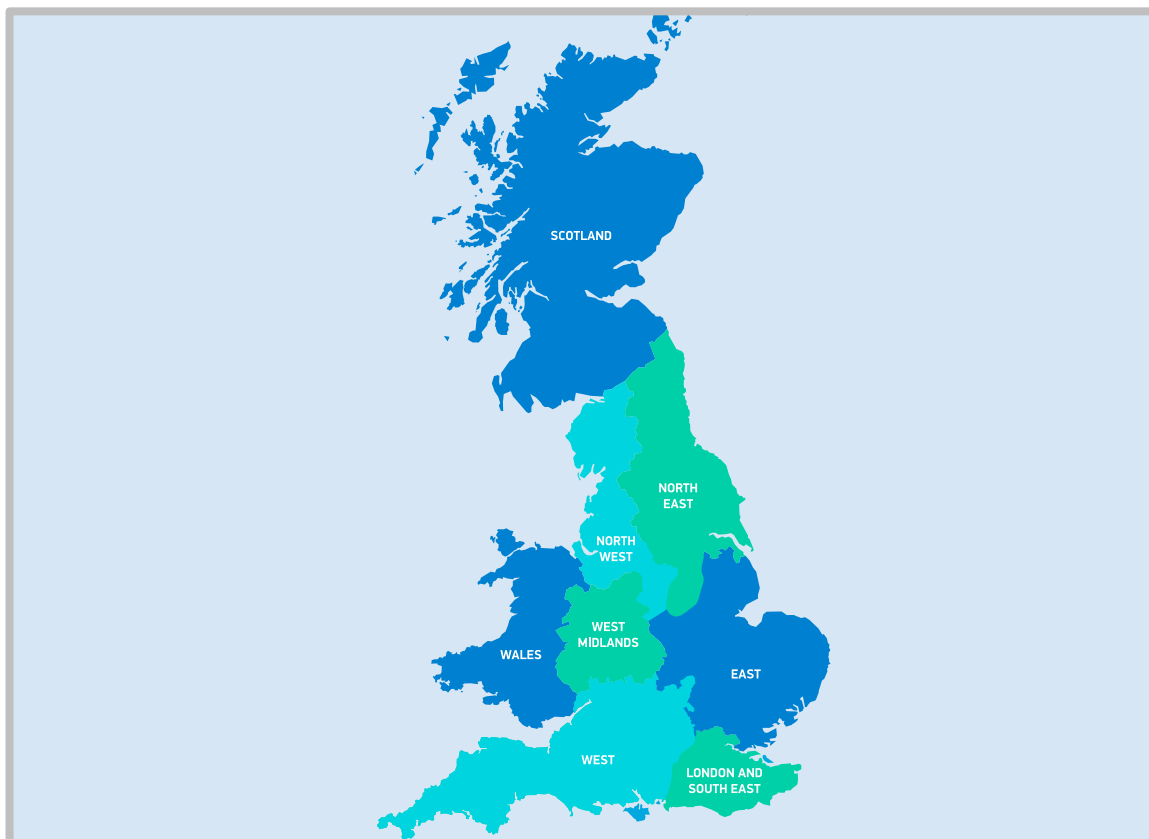 SCOTLAND
NORTH
EAST
NORTH
WEST
WEST
MIDLANDS
WALES
EAST
WEST
LONDON AND
SOUTH EAST